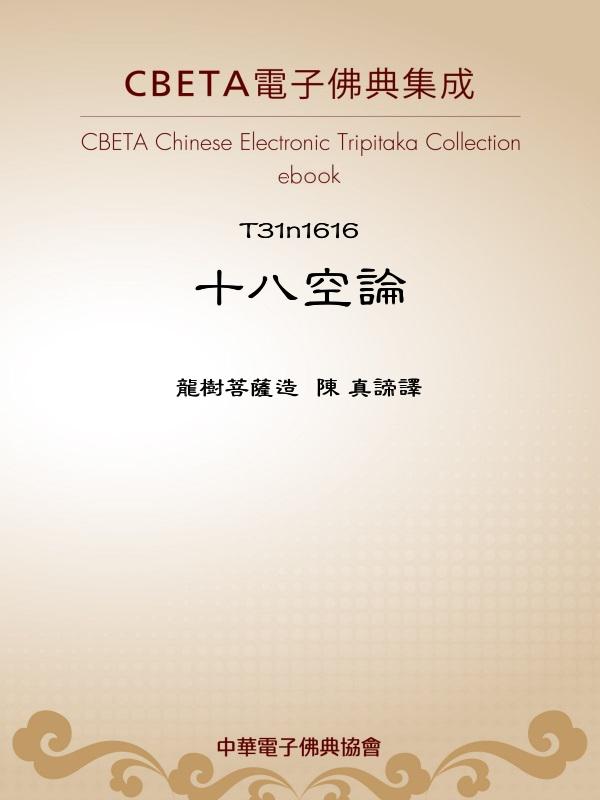 CBETA電子佛典集成
CBETA Chinese Electronic Tripitaka Collection
ebook
T31n1616
十八空論
龍樹菩薩造 陳 真諦譯
中華電子佛典協會